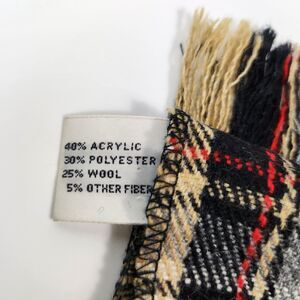 40% ACRYLIC
30% POLYESTER
25% WOOL
5% OTHER FIBER